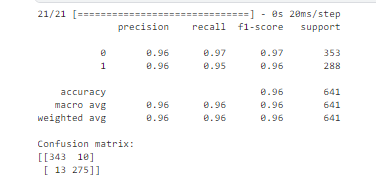 21/21 [==============================] - 0s 20ms/step
precision recall f1-score support
0 0.96 0.97 0.97 353
1 0.96 0.95 0.96 288
accuracy 0.96 641
macro avg 0.96 0.96 0.96 641
weighted avg 0.96 0.96 0.96 641
Confusion matrix:
[[343 10]
[ 13 275]]